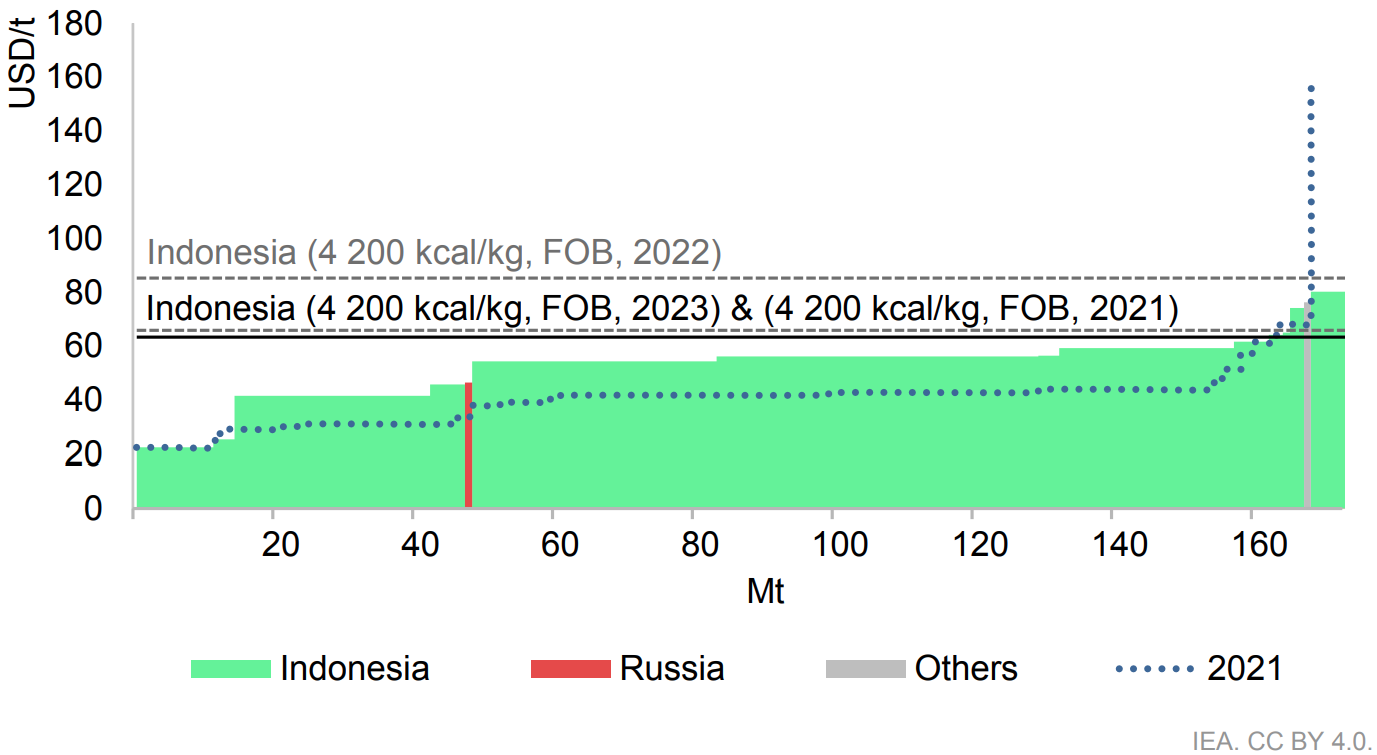 USD/t
180
160
140
120
100
80
60
40
20
0
Indonesia (4 200 kcal/kg, FOB, 2022)
Indonesia (4 200 kcal/kg, FOB, 2023) & (4 200 kcal/kg, FOB, 2021)
20 40 60 80 100 120 140 160
Mt
Indonesia Russia Others 2021
IEA. CC BY 4.0.